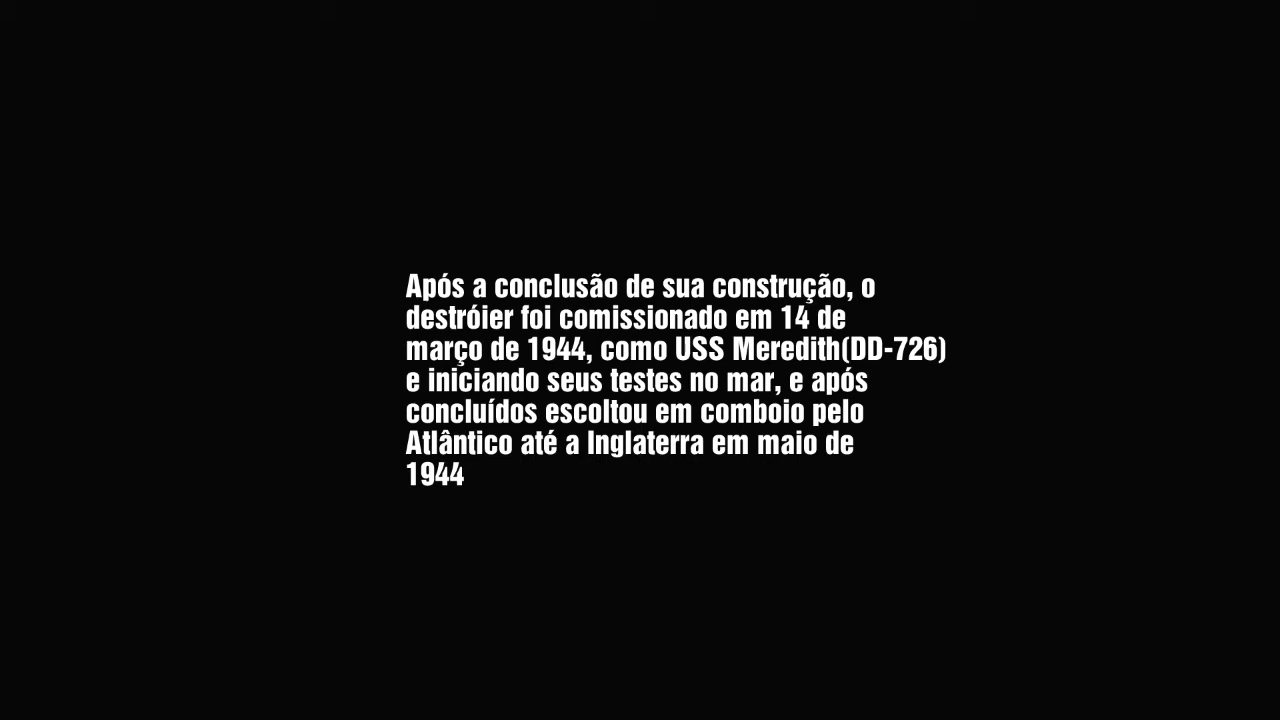 Após a conclusão de sua construção, o
destróier foi comissionado em 14 de
março de 1944, como USS Meredith(DD-726)
e iniciando seus testes no mar, e após
concluídos escoltou em comboio pelo
Atlântico até a Inglaterra em maio de
1944